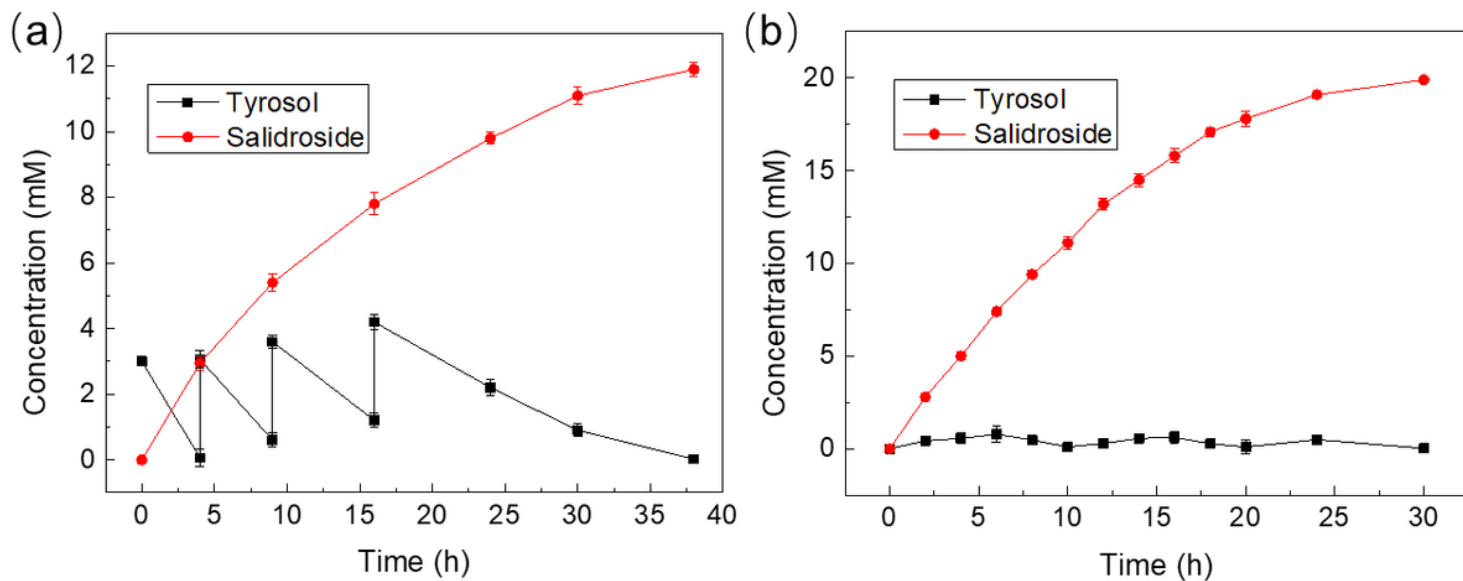 (a)
Tyrosol
Salidroside
Concentration (mM)
12
10
8
6
4
2
0
0 5 10 15 20 25 30 35 40
Time (h)
(b)
Tyrosol
Salidroside
Concentration (mM)
20
15
10
5
0
0 5 10 15 20 25 30
Time (h)